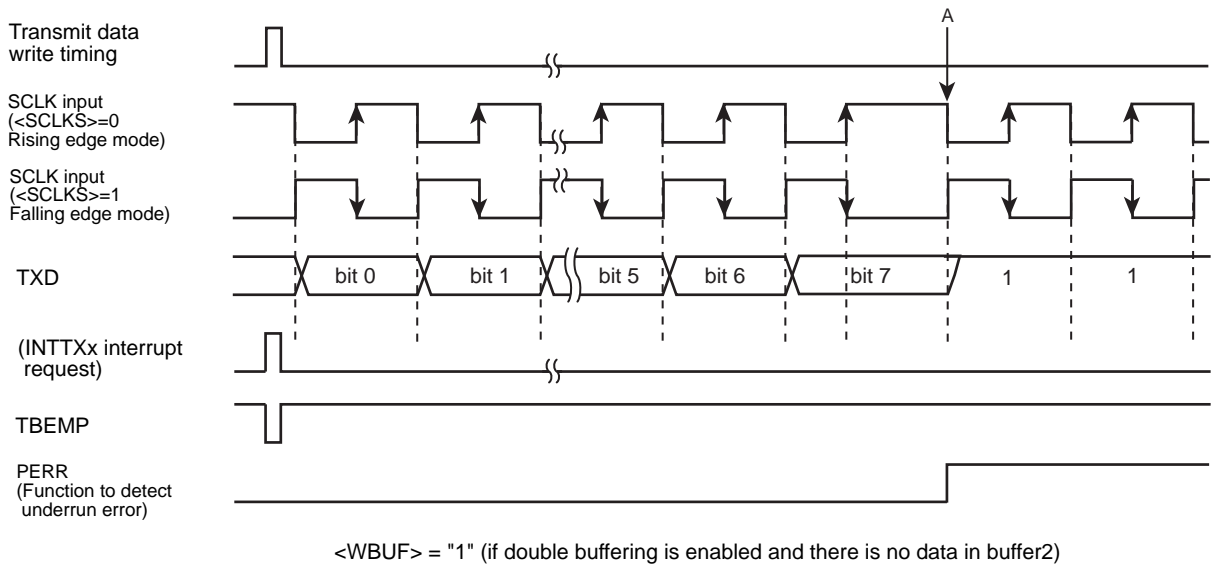 A
Transmit data
write timing
SCLK input
(<SCLKS>=0
Rising edge mode)
SCLK input
(<SCLKS>=1
Falling edge mode)
TXD
bit 0
bit 1
bit 5
bit 6
bit 7
1
1
(INTTXx interrupt
request)
TBEMP
PERR
(Function to detect
underrun error)
<WBUF> = "1" (if double buffering is enabled and there is no data in buffer2)